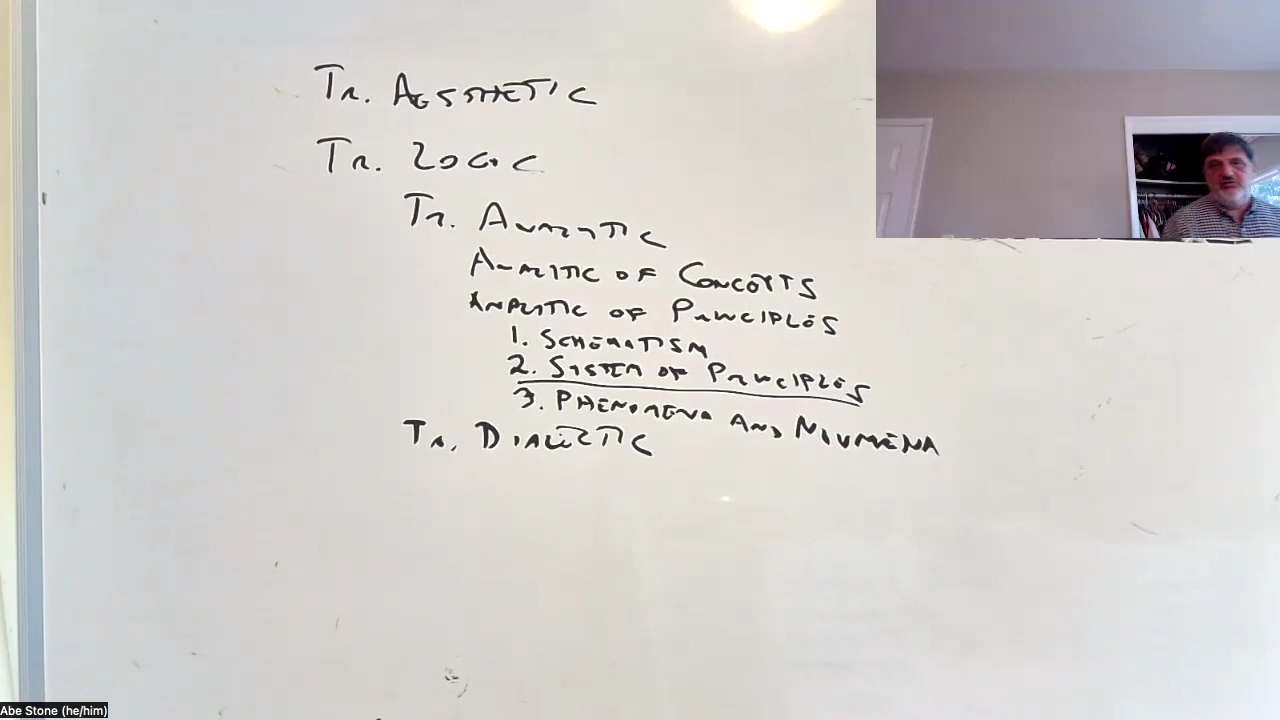 Tr. AESTHETIC
Tr. LOGIC
Tr. ANALYTIC
ANALYTIC OF CONCEPTS
ANALYTIC OF PRINCIPLES
1. SCHEMATISM
2. SYSTEM OF PRINCIPLES
3. PHENOMENA AND NOUMENA
Tr. DIALECTIC
Abe Stone (he/him)